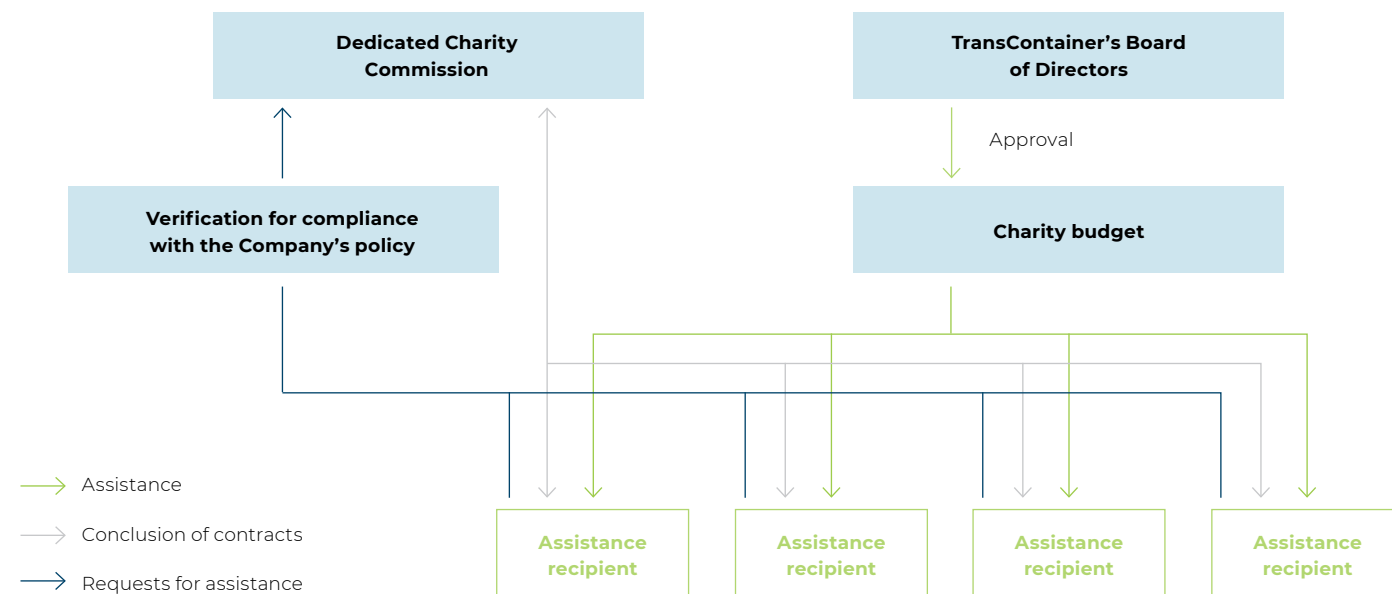 Dedicated Charity
Commission
TransContainer’s Board
of Directors
Approval
Verification for compliance
with the Company’s policy
Charity budget
Assistance
Conclusion of contracts
Requests for assistance
Assistance
recipient
Assistance
recipient
Assistance
recipient
Assistance
recipient